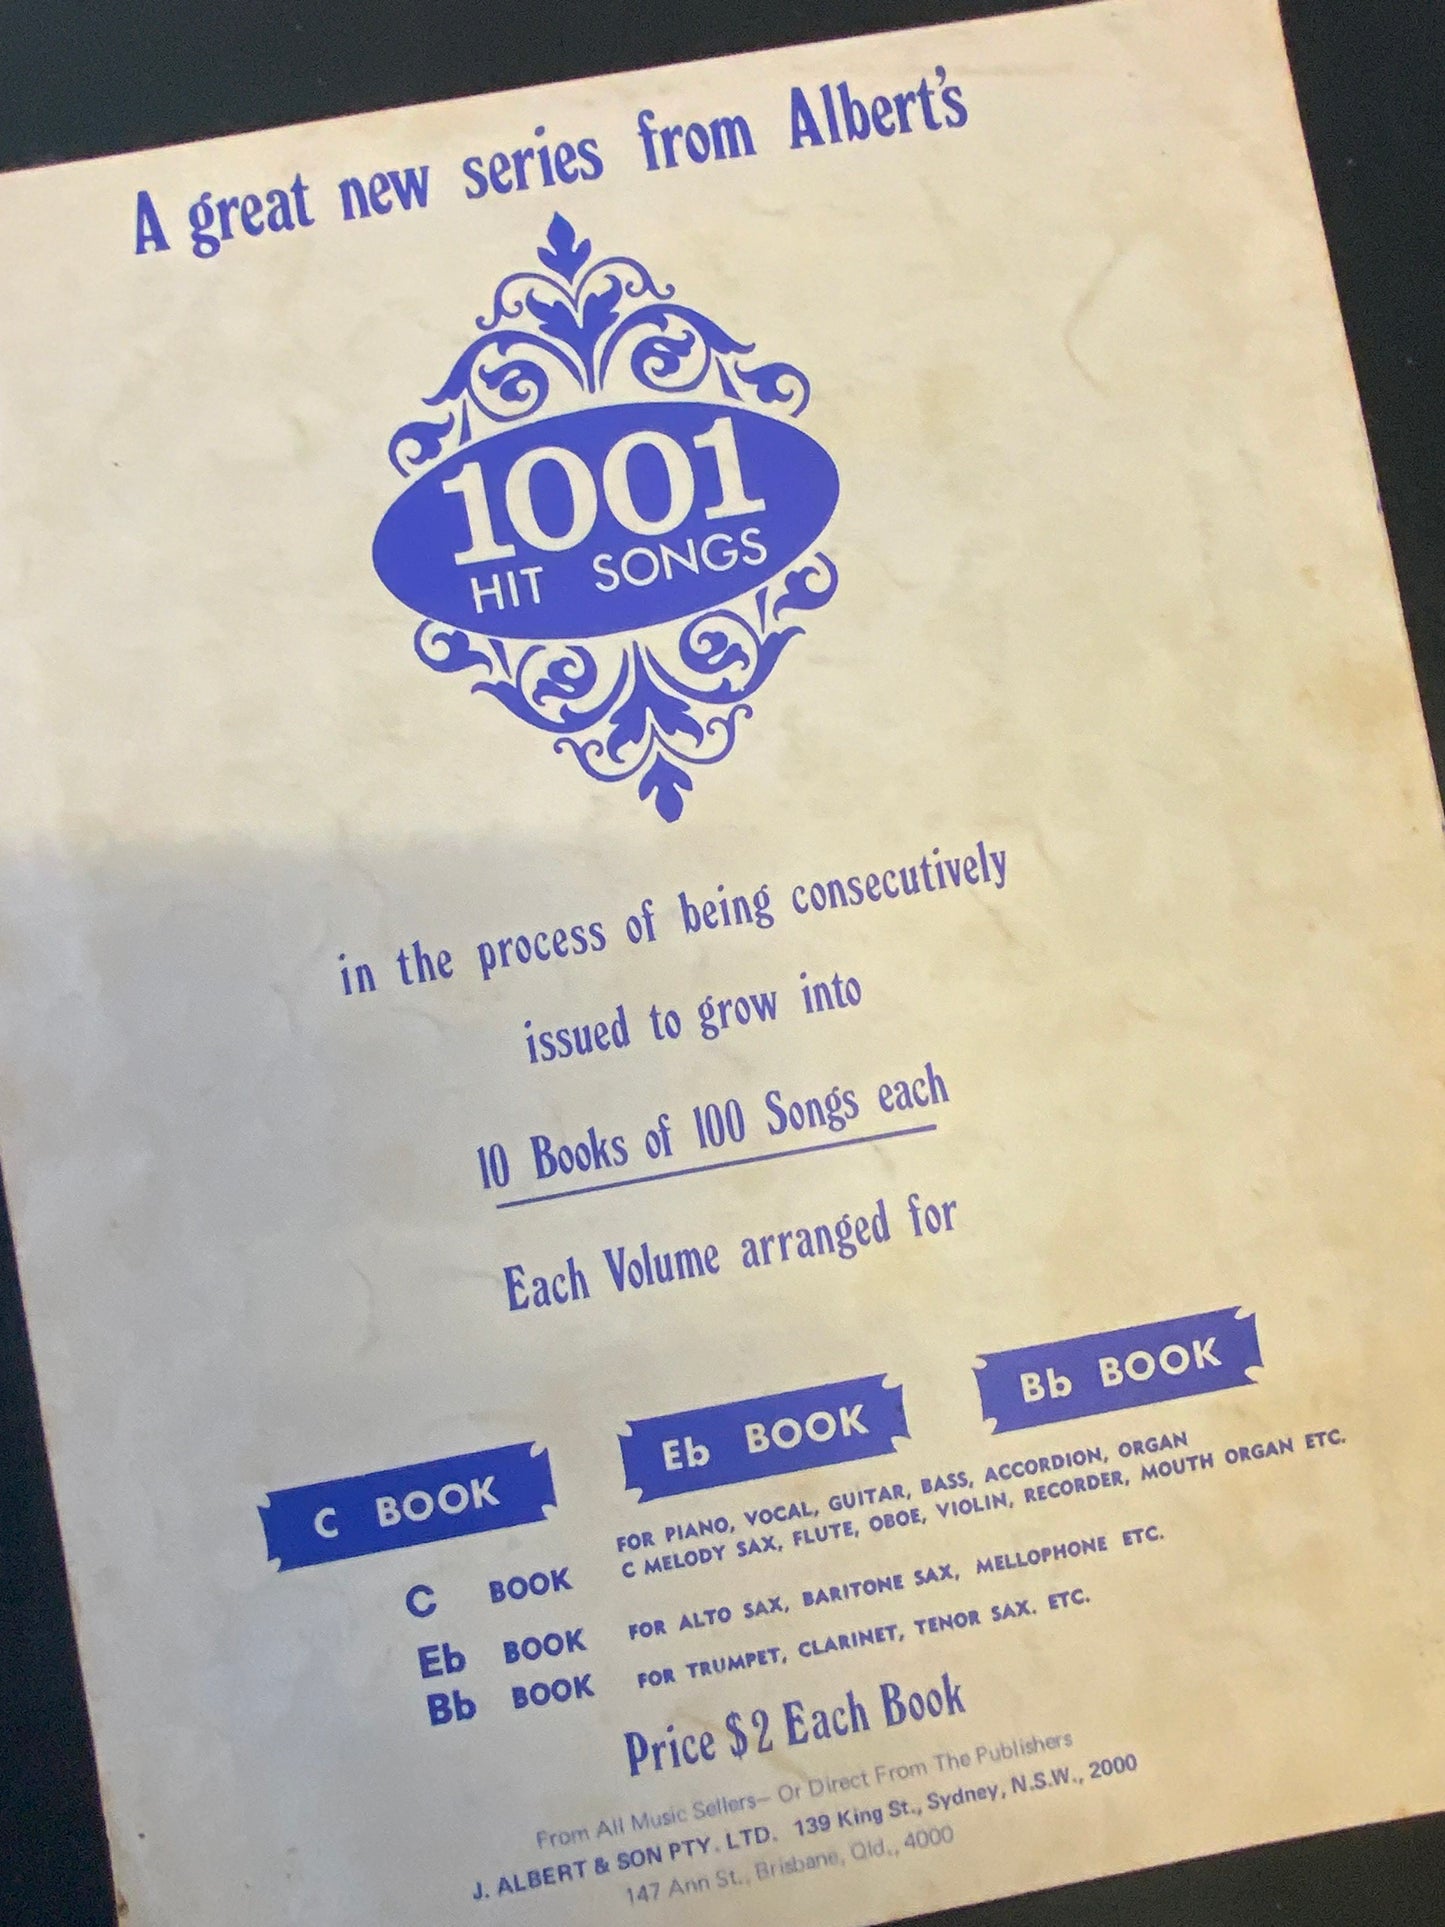 A great new series from Albert's
1001
HIT SONGS
in the process of being consecutively
issued to grow into
10 Books of 100 Songs each
Each Volume arranged for
C BOOK
Eb BOOK
Bb BOOK
C BOOK FOR PIANO, VOCAL, GUITAR, BASS, ACCORDION, ORGAN
C MELODY SAX, FLUTE, OBOE, VIOLIN, RECORDER, MOUTH ORGAN ETC.
Eb BOOK FOR ALTO SAX, BARITONE SAX, MELLOPHONE ETC.
Bb BOOK FOR TRUMPET, CLARINET, TENOR SAX. ETC.
Price $2 Each Book
From All Music Sellers– Or Direct From The Publishers
J. ALBERT & SON PTY. LTD. 139 King St., Sydney, N.S.W., 2000
147 Ann St., Brisbane, Qld., 4000